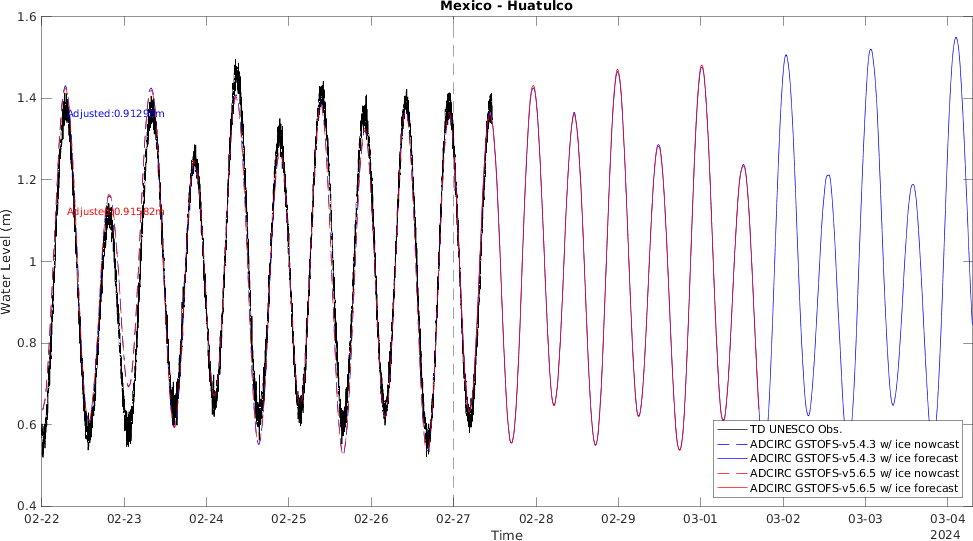 Mexico - Huatulco
1.6
1.4
1.2
1
0.8
0.6
0.4
Water Level (m)
Adjusted:0.9129 m
Adjusted:0.91582m
TD UNESCO Obs.
ADCIRC GSTOFS-v5.4.3 w/ ice nowcast
ADCIRC GSTOFS-v5.4.3 w/ ice forecast
ADCIRC GSTOFS-v5.6.5 w/ ice nowcast
ADCIRC GSTOFS-v5.6.5 w/ ice forecast
02-22 02-23 02-24 02-25 02-26 02-27 02-28 02-29 03-01 03-02 03-03 03-04
2024
Time